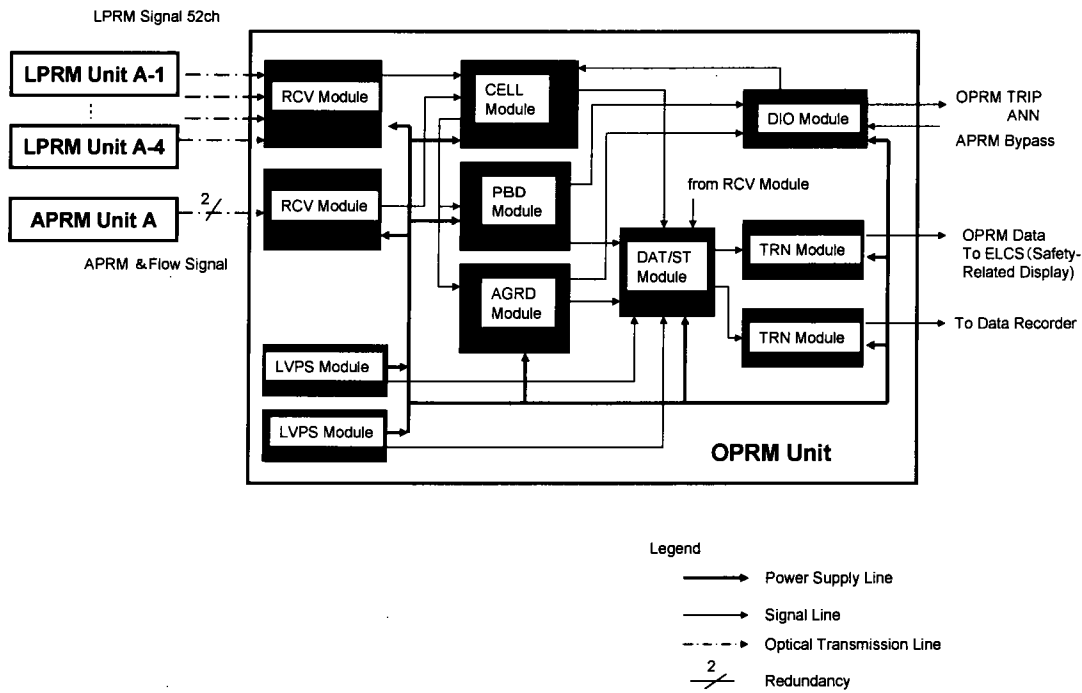 LPRM Signal 52ch
LPRM Unit A-1
LPRM Unit A-4
APRM Unit A
2
APRM &Flow Signal
RCV Module
RCV Module
CELL
Module
PBD
Module
AGRD
Module
LVPS Module
LVPS Module
DIO Module
from RCV Module
DAT/ST
Module
TRN Module
TRN Module
OPRM Unit
OPRM TRIP
ANN
APRM Bypass
OPRM Data
To ELCS(Safety-
Related Display)
To Data Recorder
Legend
Power Supply Line
Signal Line
Optical Transmission Line
2
Redundancy